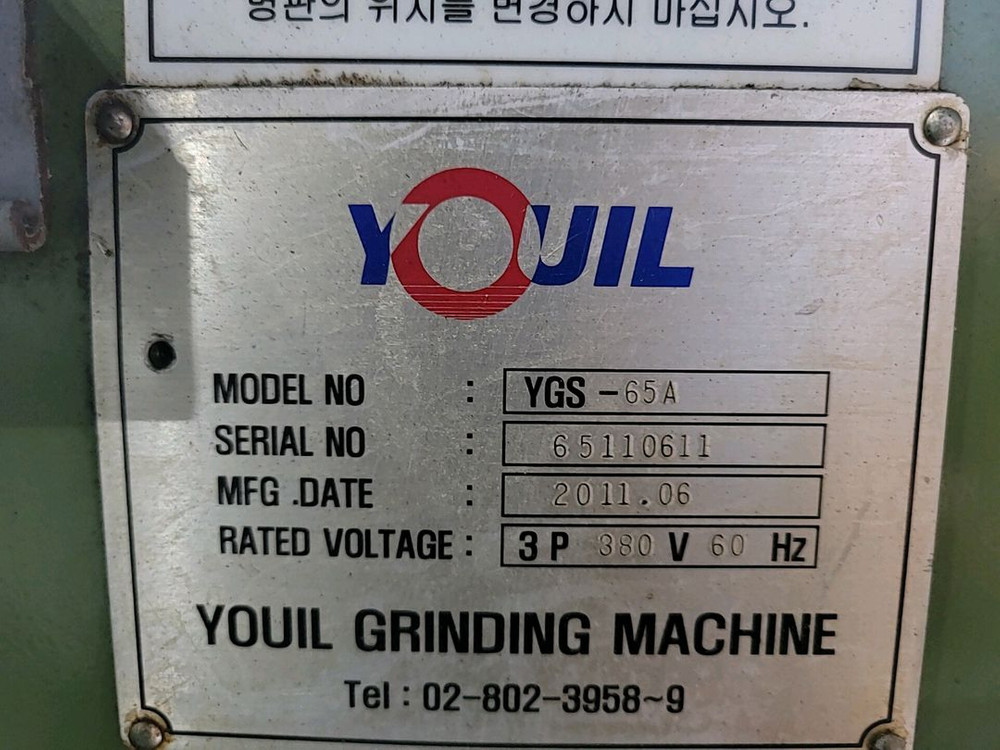 명판의 위치를 변경하지 마십시오.
YOUIL
MODEL NO : YGS-65A
SERIAL NO : 65110611
MFG .DATE : 2011.06
RATED VOLTAGE : 3 P 380 V 60 Hz
YOUIL GRINDING MACHINE
Tel : 02-802-3958~9